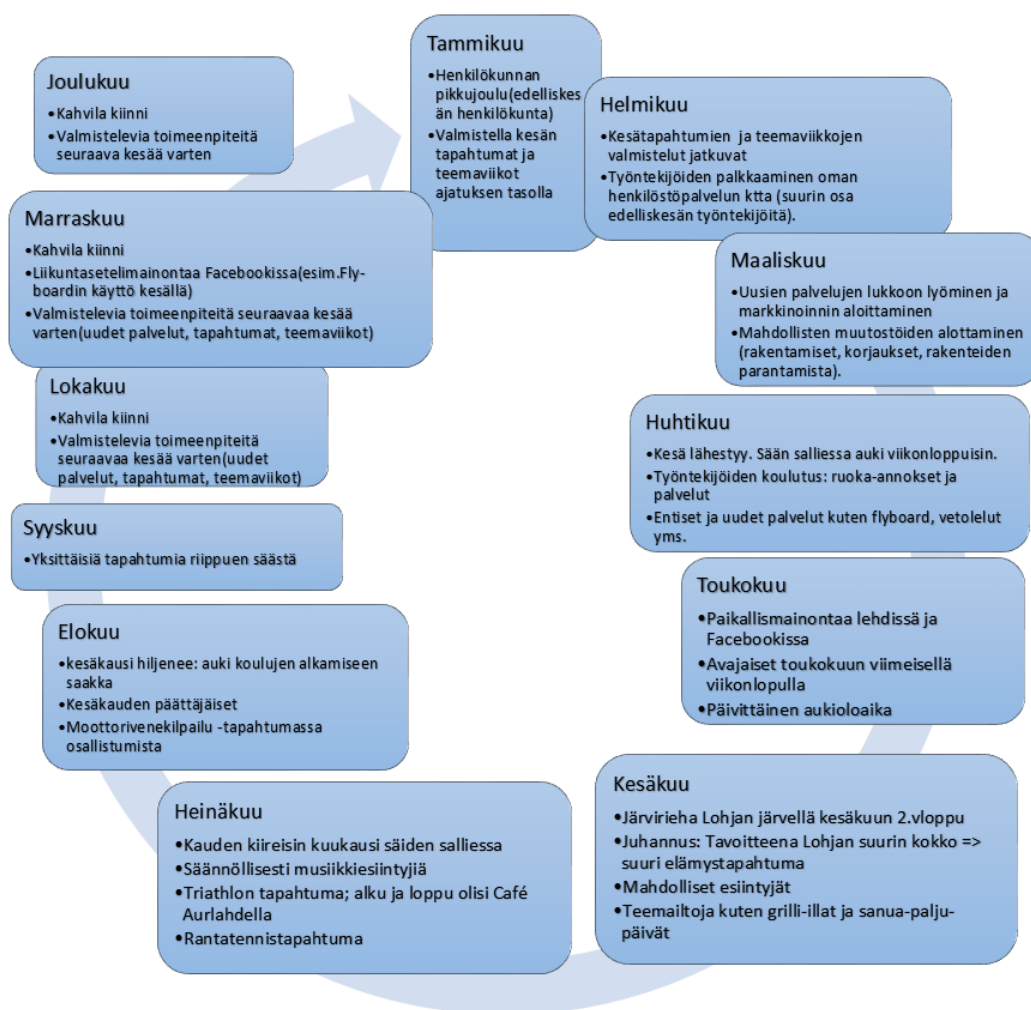 Tammikuu
•Henkilökunnan
pikkujoulu(edelliskes
än henkilökunta)
•Valmistella kesän
tapahtumat ja
teemaviikot
ajatuksen tasolla
Helmikuu
•Kesätapahtumien ja teemaviikkojen
valmistelut jatkuvat
•Työntekijöiden palkkaaminen oman
henkilöstöpalvelun ktta (suurin osa
edelliskesän työntekijöitä).
Maaliskuu
•Uusien palvelujen lukkoon lyöminen ja
markkinoinnin aloittaminen
•Mahdollisten muutostöiden alottaminen
(rakentamiset, korjaukset, rakenteiden
parantamista).
Huhtikuu
•Kesä lähestyy. Sään salliessa auki viikonloppuisin.
•Työntekijöiden koulutus: ruoka-annokset ja
palvelut
•Entiset ja uudet palvelut kuten flyboard, vetolelut
yms.
Toukokuu
•Paikallismainontaa lehdissä ja
Facebookissa
•Avajaiset toukokuun viimeisellä
viikonlopulla
•Päivittäinen aukioloaika
Kesäkuu
•Järvirieha Lohjan järvellä kesäkuun 2.vloppu
•Juhannus: Tavoitteena Lohjan suurin kokko =>
suuri elämystapahtuma
•Mahdolliset esiintyjät
•Teemailtoja kuten grilli-illat ja sanua-palju-
päivät
Heinäkuu
•Kauden kiireisin kuukausi säiden salliessa
•Säännöllisesti musiikkiesiintyjiä
•Triathlon tapahtuma; alku ja loppu olisi Café
Aurlahdella
•Rantatennistapahtuma
Elokuu
•kesäkausi hiljenee: auki koulujen alkamiseen
saakka
•Kesäkauden päättäjäiset
•Moottorivenekilpailu -tapahtumassa
osallistumista
Syyskuu
•Yksittäisiä tapahtumia riippuen säästä
Lokakuu
•Kahvila kiinni
•Valmistelevia toimeenpiteitä
seuraavaa kesää varten(uudet
palvelut, tapahtumat, teemaviikot)
Marraskuu
•Kahvila kiinni
•Liikuntasetelimainontaa Facebookissa(esim.Fly-
boardin käyttö kesällä)
•Valmistelevia toimeenpiteitä seuraavaa kesää
varten(uudet palvelut, tapahtumat, teemaviikot)
Joulukuu
•Kahvila kiinni
•Valmistelevia toimeenpiteitä
seuraava kesää varten